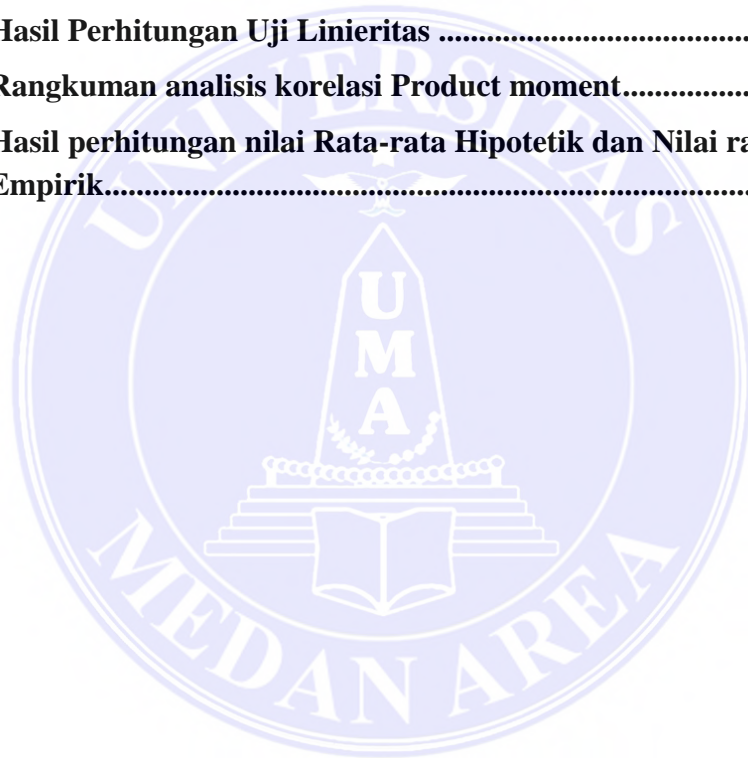 Hasil Perhitungan Uji Linieritas ........................................
Rangkuman analisis korelasi Product moment.................
Hasil perhitungan nilai Rata-rata Hipotetik dan Nilai ra
Empirik..................................................................................
UNIVERSITAS
U
M
A
MEDAN AREA